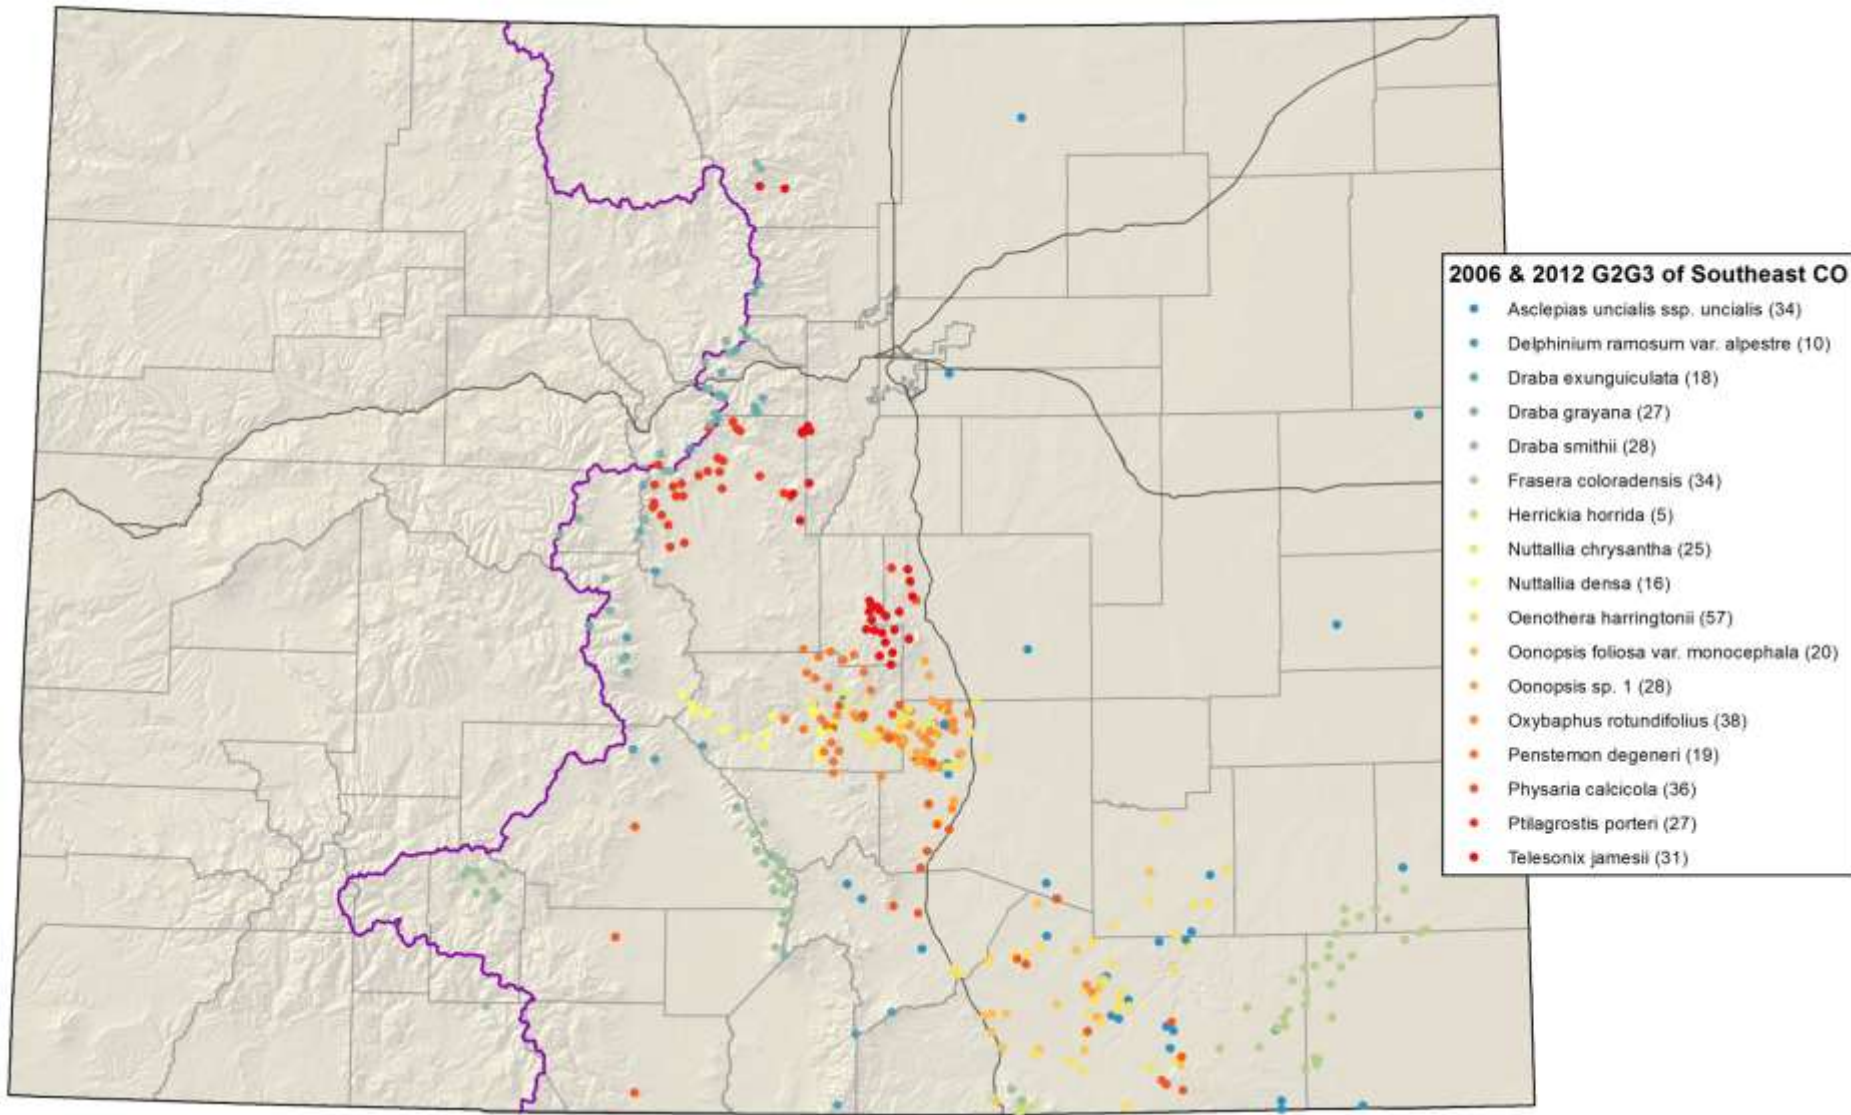 2006 & 2012 G2G3 of Southeast CO
Asclepias uncialis ssp. uncialis (34)
Delphinium ramosum var. alpestre (10)
Draba exunguiculata (18)
Draba grayana (27)
Draba smithii (28)
Frasera coloradensis (34)
Herrickia horrida (5)
Nuttallia chrysantha (25)
Nuttallia densa (16)
Oenothera harringtonii (57)
Oonopsis foliosa var. monocephala (20)
Oonopsis sp. 1 (28)
Oxybaphus rotundifolius (38)
Penstemon degeneri (19)
Physaria calcicola (36)
Ptilagrostis porteri (27)
Telesonix jamesii (31)